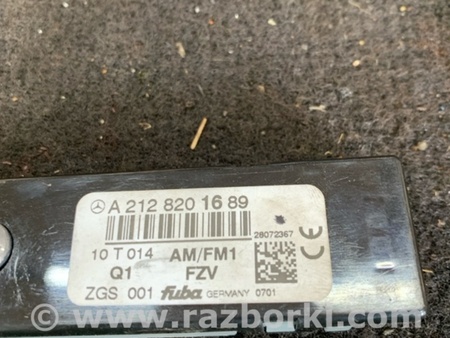 A 212 820 16 89
28072367
10 T 014 AM/FM1
Q1 FZV
ZGS 001 fuba GERMANY 0701
CE
www.razborki.com